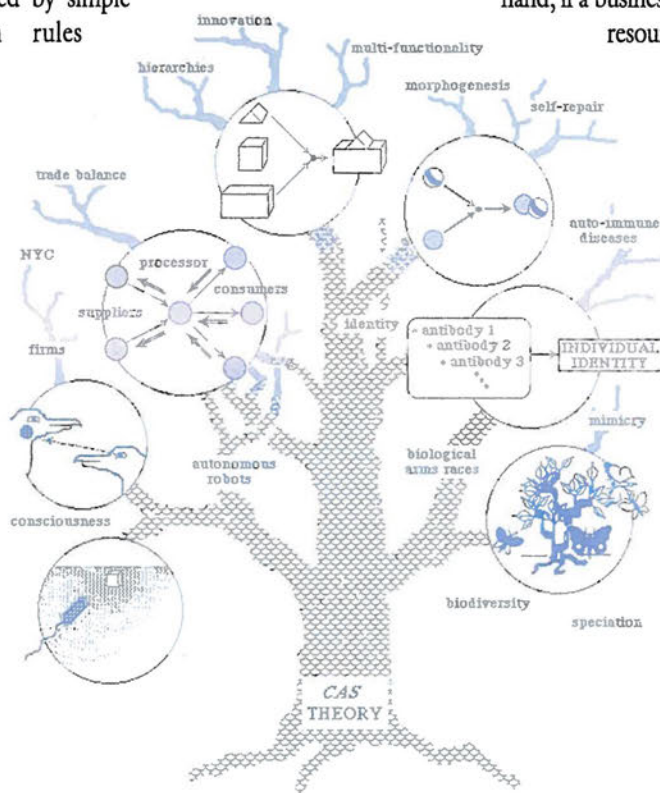 ed by simple
rules
hand, if a busines
resou
innovation
multi-functionality
hierarchies
morphogenesis
self-repair
trade balance
auto-immune
diseases
NYC
processor
consumers
suppliers
identity
antibody 1
antibody 2
antibody 3
INDIVIDUAL
IDENTITY
firms
mimicry
autonomous
robots
biological
arms races
consciousness
biodiversity
speciation
CAS
THEORY